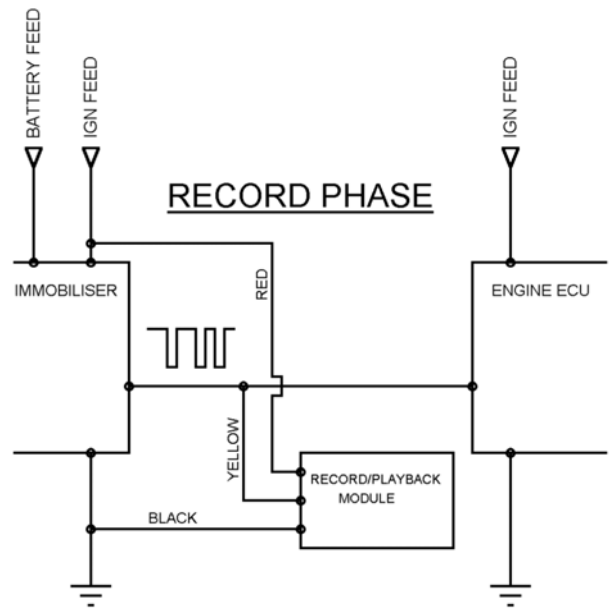 BATTERY FEED
IGN FEED
IGN FEED
RECORD PHASE
IMMOBILISER
RED
ENGINE ECU
YELLOW
RECORD/PLAYBACK
MODULE
BLACK